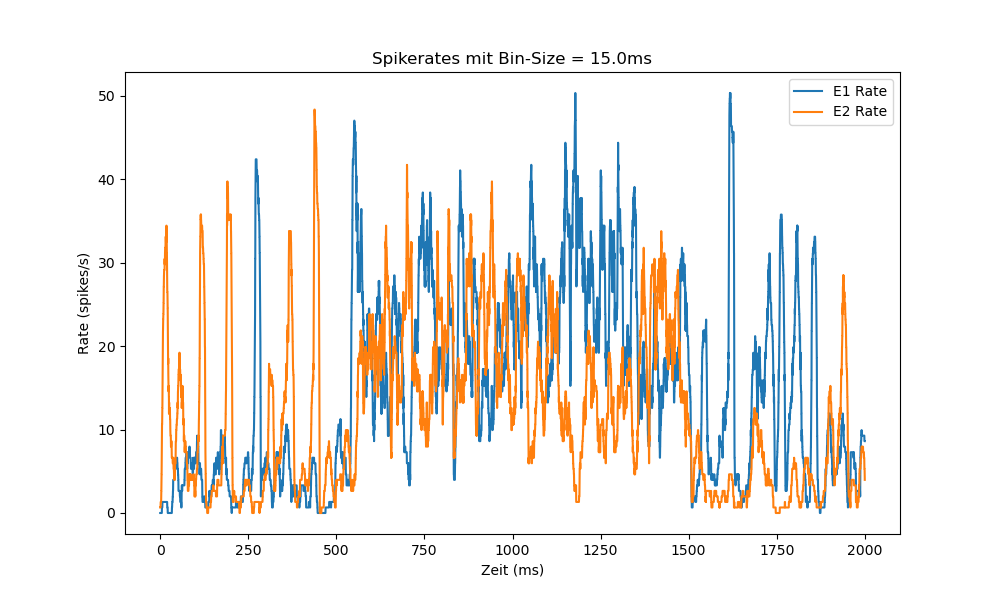 Spikerates mit Bin-Size = 15.0ms
E1 Rate
E2 Rate
Rate (spikes/s)
50
40
30
20
10
0
0 250 500 750 1000 1250 1500 1750 2000
Zeit (ms)